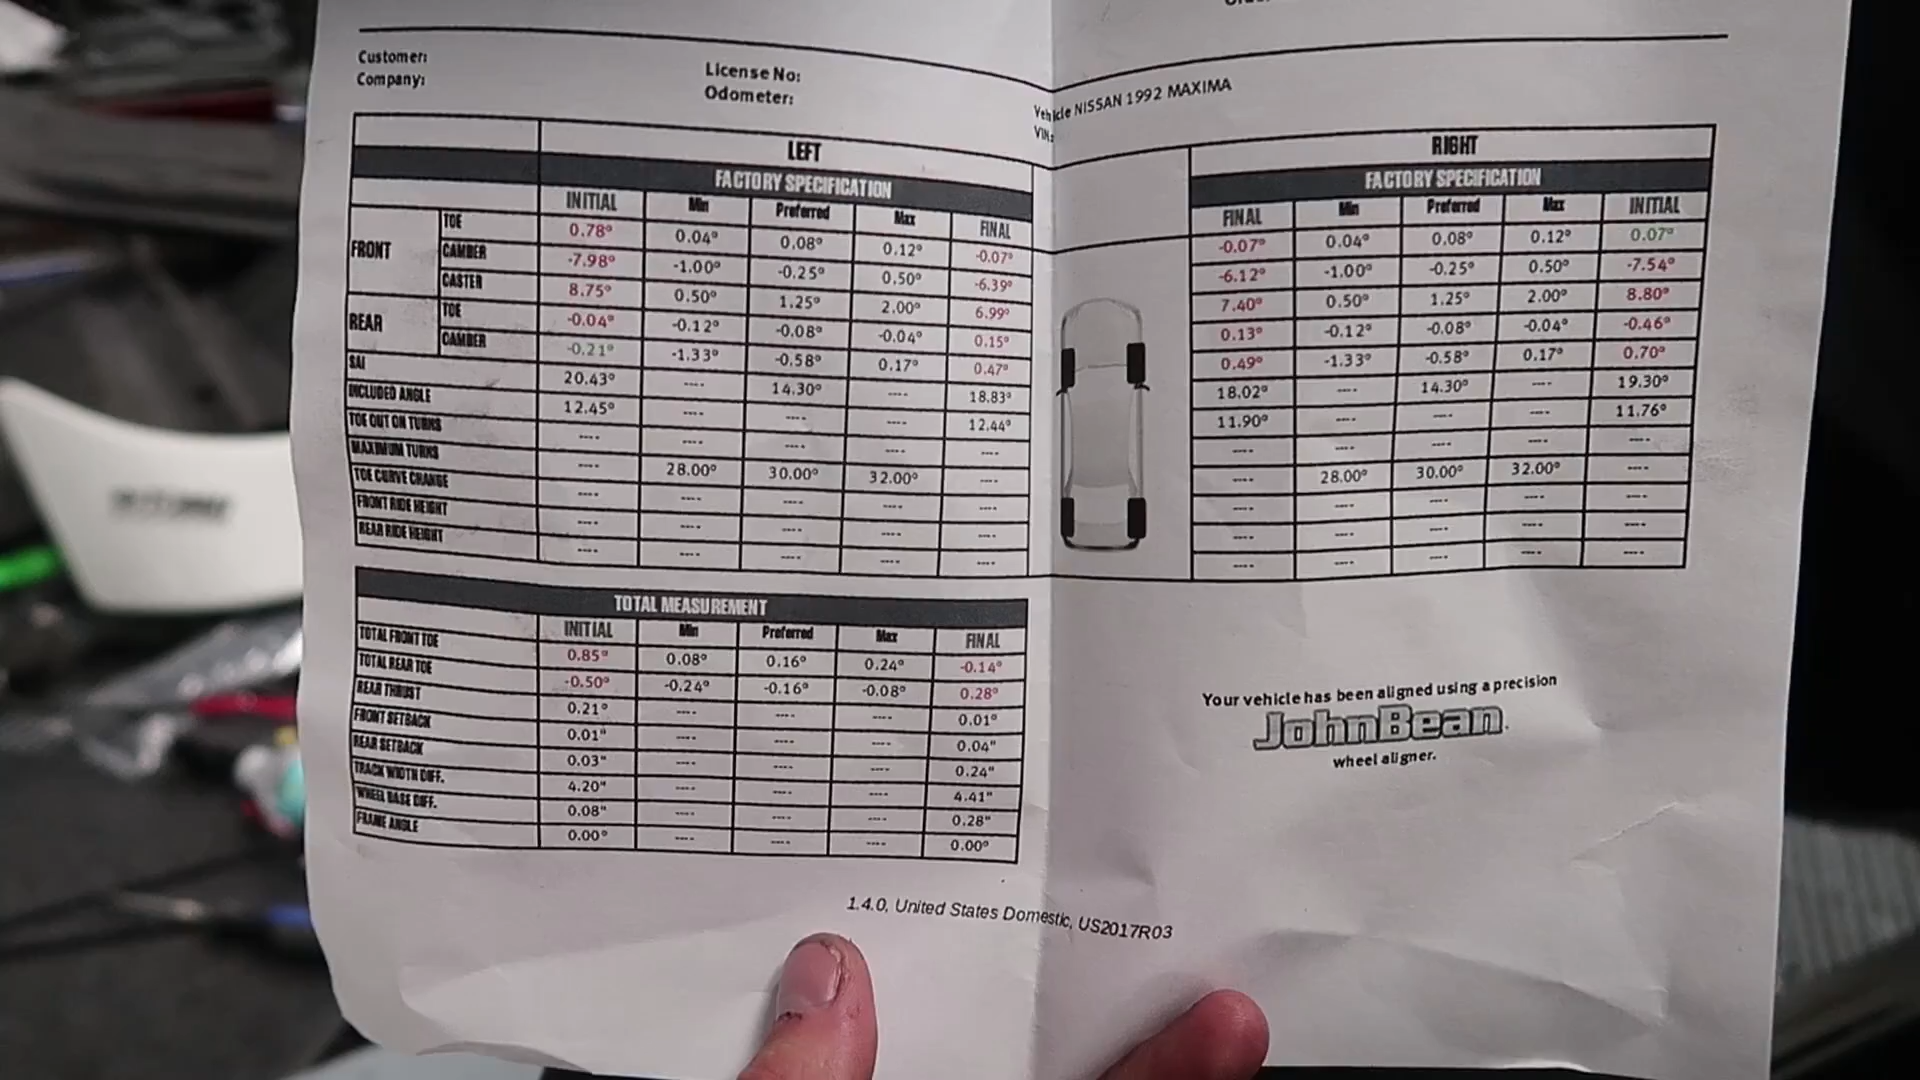 Customer:
Company:
License No:
Odometer:
Vehicle NISSAN 1992 MAXIMA
VIN:
LEFT
RIGHT
FACTORY SPECIFICATION
FACTORY SPECIFICATION
INITIAL Min Preferred Max FINAL
FINAL Min Preferred Max INITIAL
FRONT
TOE 0.78° 0.04° 0.08° 0.12° -0.07° -0.07° 0.04° 0.08° 0.12° 0.07°
CAMBER -7.98° -1.00° -0.25° 0.50° -6.39° -6.12° -1.00° -0.25° 0.50° -7.54°
CASTER 8.75° 0.50° 1.25° 2.00° 6.99° 7.40° 0.50° 1.25° 2.00° 8.80°
REAR
TOE -0.04° -0.12° -0.08° -0.04° 0.15° 0.13° -0.12° -0.08° -0.04° -0.46°
CAMBER -0.21° -1.33° -0.58° 0.17° 0.47° 0.49° -1.33° -0.58° 0.17° 0.70°
SAI 20.43° ---- 14.30° ---- 18.83° 18.02° ---- 14.30° ---- 19.30°
INCLUDED ANGLE 12.45° ---- ---- ---- 12.44° 11.90° ---- ---- ---- 11.76°
TOE OUT ON TURNS ---- ---- ---- ---- ---- ---- ---- ---- ---- ----
MAXIMUM TURNS ---- 28.00° 30.00° 32.00° ---- ---- 28.00° 30.00° 32.00° ----
TOE CURVE CHANGE ---- ---- ---- ---- ---- ---- ---- ---- ---- ----
FRONT RIDE HEIGHT ---- ---- ---- ---- ---- ---- ---- ---- ---- ----
REAR RIDE HEIGHT ---- ---- ---- ---- ---- ---- ---- ---- ---- ----
TOTAL MEASUREMENT
INITIAL Min Preferred Max FINAL
TOTAL FRONT TOE 0.85° 0.08° 0.16° 0.24° -0.14°
TOTAL REAR TOE -0.50° -0.24° -0.16° -0.08° 0.28°
REAR THRUST 0.21° ---- ---- ---- 0.01°
FRONT SETBACK 0.01" ---- ---- ---- 0.04"
REAR SETBACK 0.03" ---- ---- ---- 0.24"
TRACK WIDTH DIFF. 4.20" ---- ---- ---- 4.41"
WHEEL BASE DIFF. 0.08" ---- ---- ---- 0.28"
FRAME ANGLE 0.00° ---- ---- ---- 0.00°
Your vehicle has been aligned using a precision
JohnBean
wheel aligner.
1.4.0, United States Domestic, US2017R03